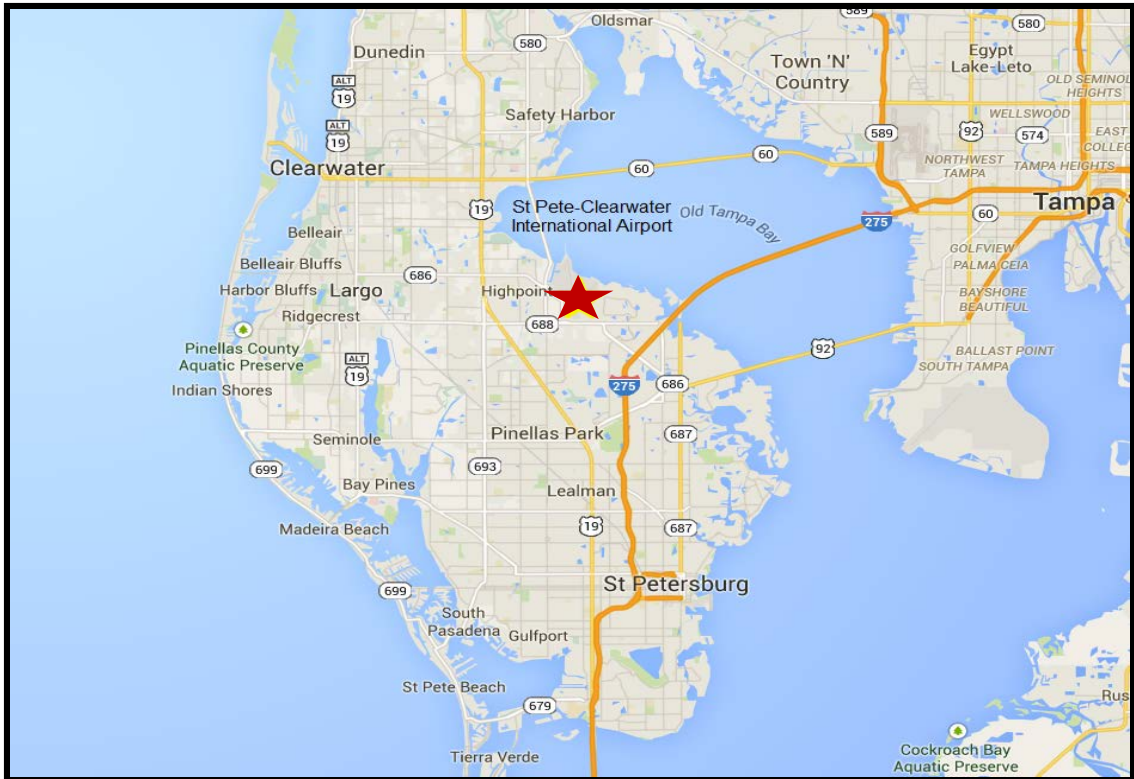 Oldsmar
589
580
Dunedin
580
Egypt
Lake-Leto
Town 'N'
Country
ALT
19
OLD SEMINOL
HEIGHTS
Safety Harbor
WELLSWOOD
ALT
19
589
92
574
EAST
COLLEG
60
60
NORTHWEST
TAMPA
TAMPA HEIGHTS
Clearwater
19
St Pete-Clearwater
International Airport
Old Tampa Bay
275
60
Tampa
Belleair
GOLFVIEW
PALMA CEIA
Belleair Bluffs
686
Harbor Bluffs
Largo
Highpoint
BAYSHORE
BEAUTIFUL
Ridgecrest
688
Pinellas County
Aquatic Preserve
ALT
19
92
BALLAST POINT
SOUTH TAMPA
Indian Shores
275
686
Seminole
Pinellas Park
687
699
693
Bay Pines
Lealman
Madeira Beach
19
687
699
St Petersburg
South
Pasadena
Gulfport
St Pete Beach
679
Rus
Tierra Verde
Cockroach Bay
Aquatic Preserve